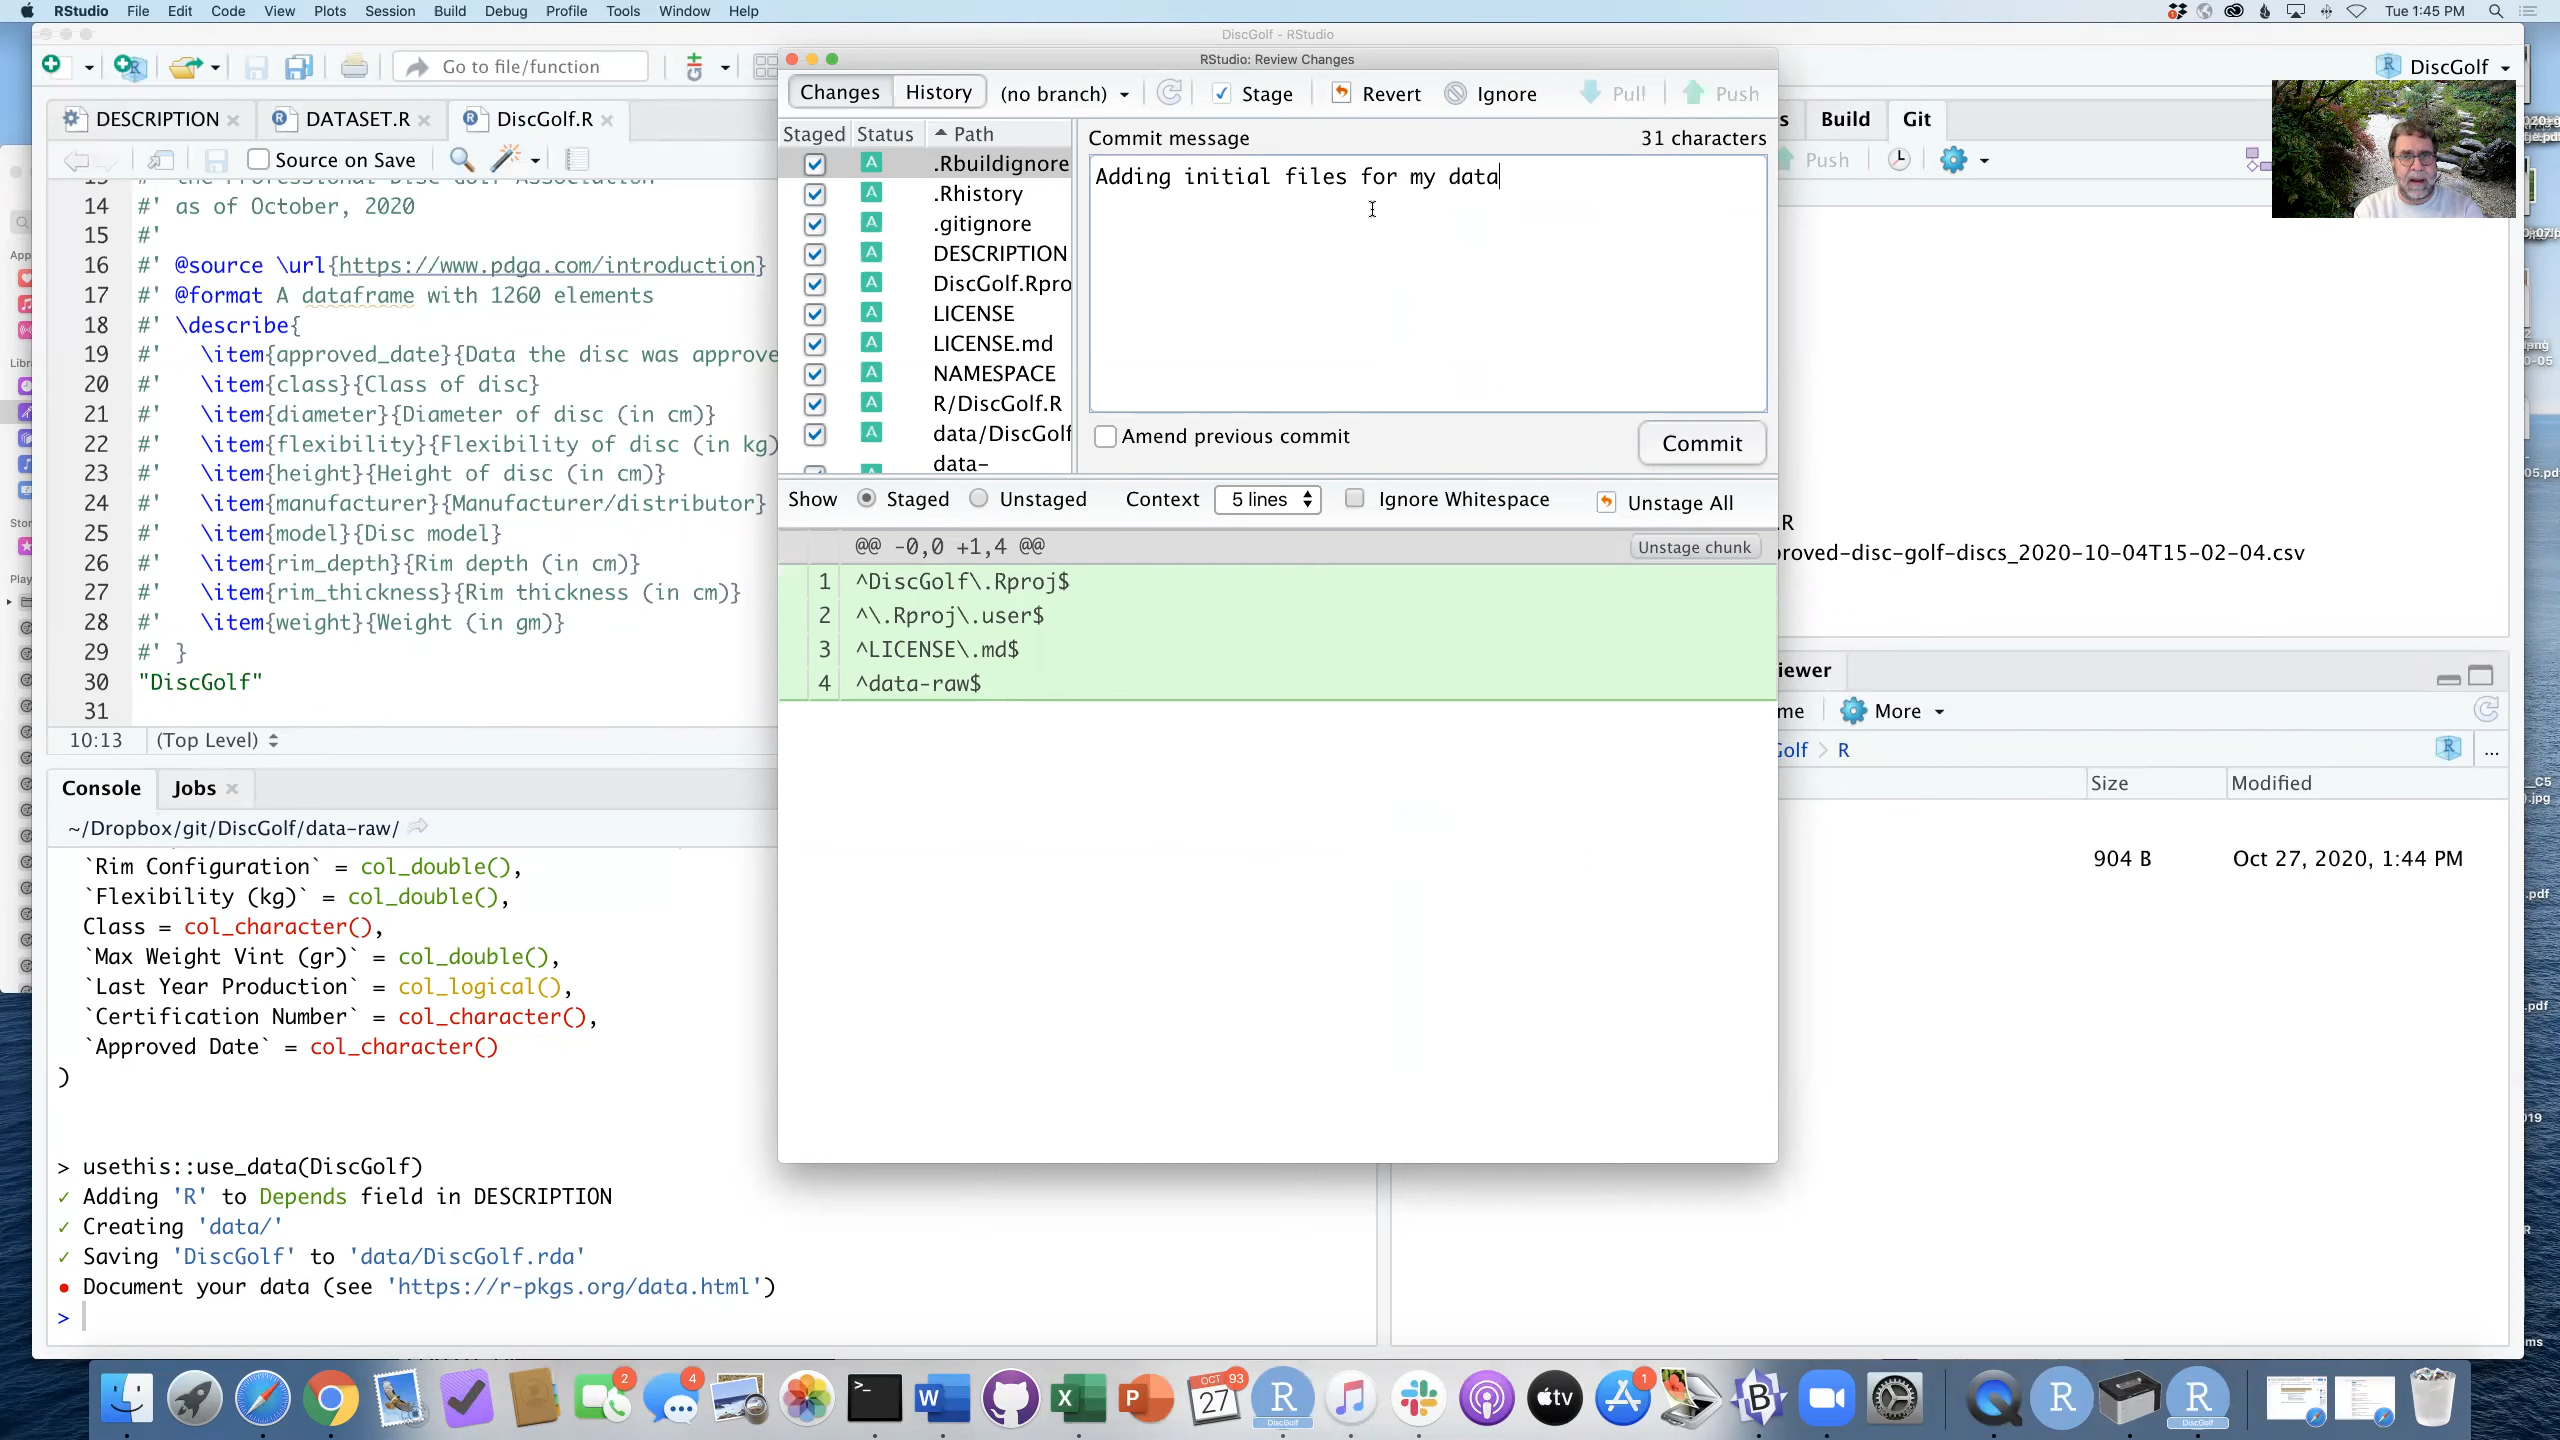 RStudio File Edit Code View Plots Session Build Debug Profile Tools Window Help
Tue 1:45 PM
DiscGolf - RStudio
Go to file/function
DiscGolf
DESCRIPTION
DATASET.R
DiscGolf.R
Source on Save
14 #' as of October, 2020
15 #'
16 #' @source \url{https://www.pdga.com/introduction}
17 #' @format A dataframe with 1260 elements
18 #' \describe{
19 #'   \item{approved_date}{Data the disc was approve
20 #'   \item{class}{Class of disc}
21 #'   \item{diameter}{Diameter of disc (in cm)}
22 #'   \item{flexibility}{Flexibility of disc (in kg)
23 #'   \item{height}{Height of disc (in cm)}
24 #'   \item{manufacturer}{Manufacturer/distributor}
25 #'   \item{model}{Disc model}
26 #'   \item{rim_depth}{Rim depth (in cm)}
27 #'   \item{rim_thickness}{Rim thickness (in cm)}
28 #'   \item{weight}{Weight (in gm)}
29 #' }
30 "DiscGolf"
31
10:13 (Top Level)
Console Jobs
~/Dropbox/git/DiscGolf/data-raw/
`Rim Configuration` = col_double(),
`Flexibility (kg)` = col_double(),
Class = col_character(),
`Max Weight Vint (gr)` = col_double(),
`Last Year Production` = col_logical(),
`Certification Number` = col_character(),
`Approved Date` = col_character()
)
> usethis::use_data(DiscGolf)
✓ Adding 'R' to Depends field in DESCRIPTION
✓ Creating 'data/'
✓ Saving 'DiscGolf' to 'data/DiscGolf.rda'
● Document your data (see 'https://r-pkgs.org/data.html')
>
RStudio: Review Changes
Changes History (no branch) Stage Revert Ignore Pull Push
Staged Status Path
A .Rbuildignore
A .Rhistory
A .gitignore
A DESCRIPTION
A DiscGolf.Rpro
A LICENSE
A LICENSE.md
A NAMESPACE
A R/DiscGolf.R
A data/DiscGolf
data-
Commit message 31 characters
Adding initial files for my data
Amend previous commit
Commit
Show Staged Unstaged Context 5 lines Ignore Whitespace Unstage All
@@ -0,0 +1,4 @@ Unstage chunk
1 ^DiscGolf\.Rproj$
2 ^\.Rproj\.user$
3 ^LICENSE\.md$
4 ^data-raw$
s Build Git
Push
.R
roved-disc-golf-discs_2020-10-04T15-02-04.csv
iewer
me More
Golf > R
Size Modified
904 B Oct 27, 2020, 1:44 PM
2 4 OCT 27 93 1
DiscGolf
DiscGolf